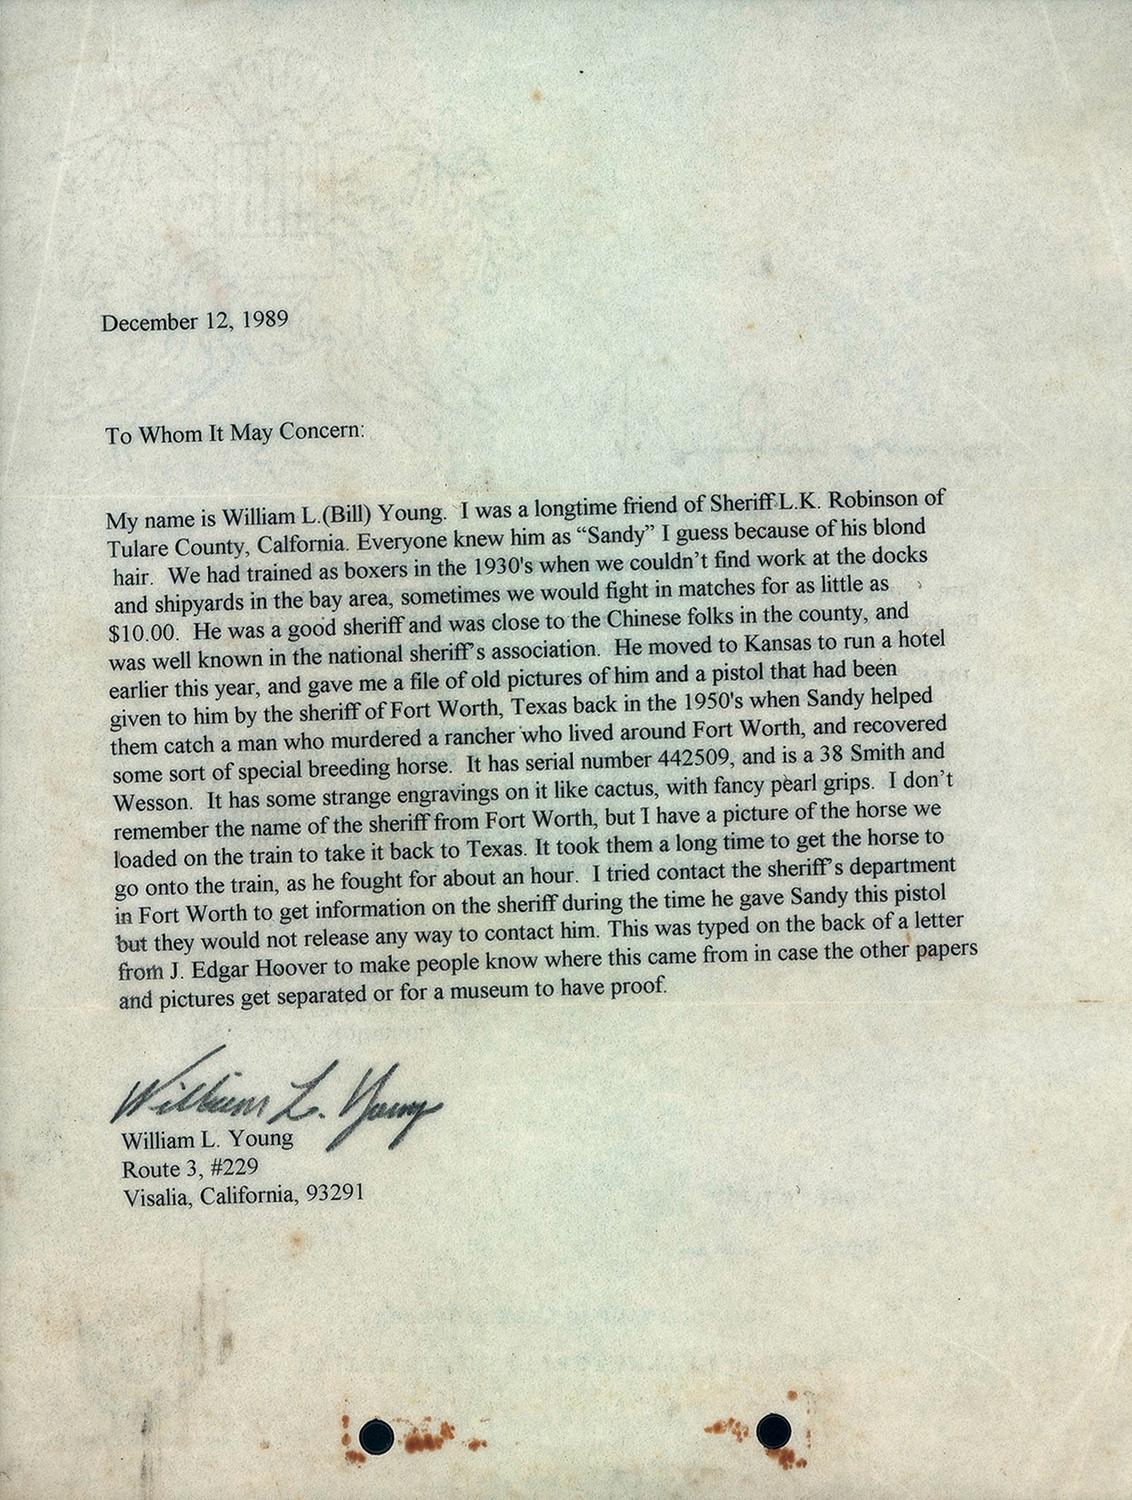 December 12, 1989
To Whom It May Concern:
My name is William L.(Bill) Young.  I was a longtime friend of Sheriff L.K. Robinson of
Tulare County, Calfornia. Everyone knew him as “Sandy” I guess because of his blond
hair.  We had trained as boxers in the 1930's when we couldn’t find work at the docks
and shipyards in the bay area, sometimes we would fight in matches for as little as
$10.00.  He was a good sheriff and was close to the Chinese folks in the county, and
was well known in the national sheriff’s association.  He moved to Kansas to run a hotel
earlier this year, and gave me a file of old pictures of him and a pistol that had been
given to him by the sheriff of Fort Worth, Texas back in the 1950's when Sandy helped
them catch a man who murdered a rancher who lived around Fort Worth, and recovered
some sort of special breeding horse.  It has serial number 442509, and is a 38 Smith and
Wesson.  It has some strange engravings on it like cactus, with fancy pearl grips.  I don’t
remember the name of the sheriff from Fort Worth, but I have a picture of the horse we
loaded on the train to take it back to Texas. It took them a long time to get the horse to
go onto the train, as he fought for about an hour.  I tried contact the sheriff’s department
in Fort Worth to get information on the sheriff during the time he gave Sandy this pistol
but they would not release any way to contact him. This was typed on the back of a letter
from J. Edgar Hoover to make people know where this came from in case the other papers
and pictures get separated or for a museum to have proof.
William L. Young
William L. Young
Route 3, #229
Visalia, California, 93291